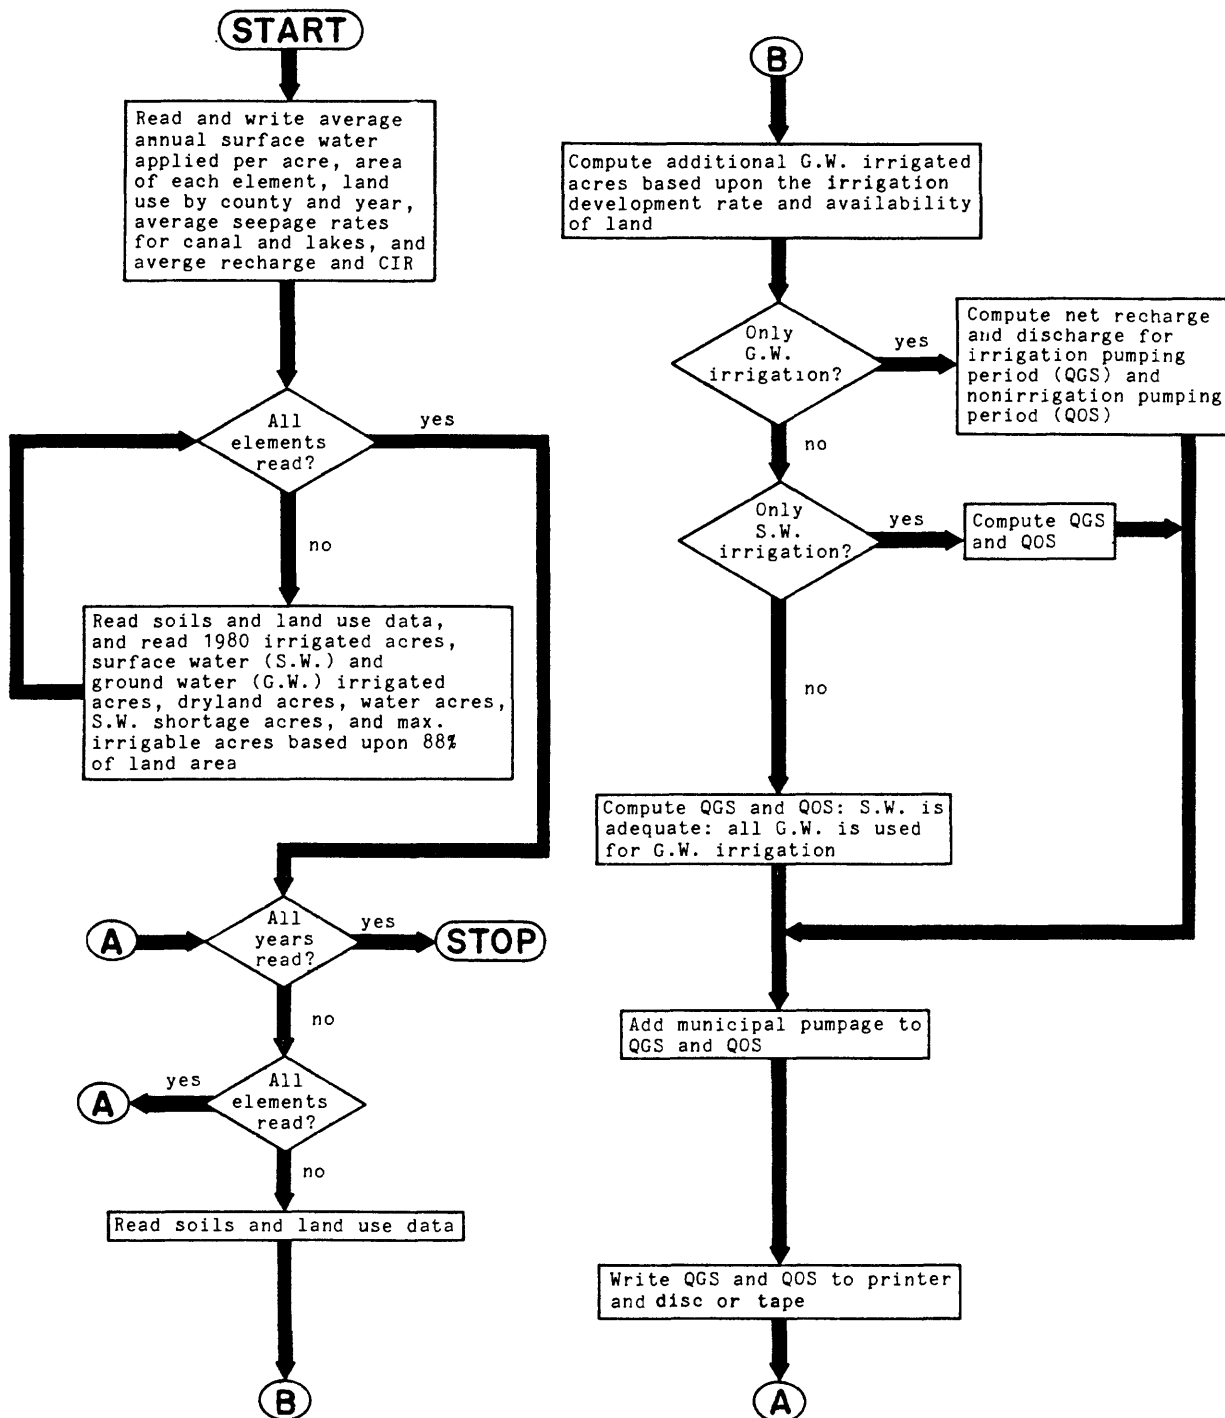 START
Read and write average
annual surface water
applied per acre, area
of each element, land
use by county and year,
average seepage rates
for canal and lakes, and
averge recharge and CIR
All
elements
read?
yes
no
Read soils and land use data,
and read 1980 irrigated acres,
surface water (S.W.) and
ground water (G.W.) irrigated
acres, dryland acres, water acres,
S.W. shortage acres, and max.
irrigable acres based upon 88%
of land area
A
All
years
read?
yes
STOP
no
A
yes
All
elements
read?
no
Read soils and land use data
B
B
Compute additional G.W. irrigated
acres based upon the irrigation
development rate and availability
of land
Only
G.W.
irrigation?
yes
Compute net recharge
and discharge for
irrigation pumping
period (QGS) and
nonirrigation pumping
period (QOS)
no
Only
S.W.
irrigation?
yes
Compute QGS
and QOS
no
Compute QGS and QOS: S.W. is
adequate: all G.W. is used
for G.W. irrigation
Add municipal pumpage to
QGS and QOS
Write QGS and QOS to printer
and disc or tape
A